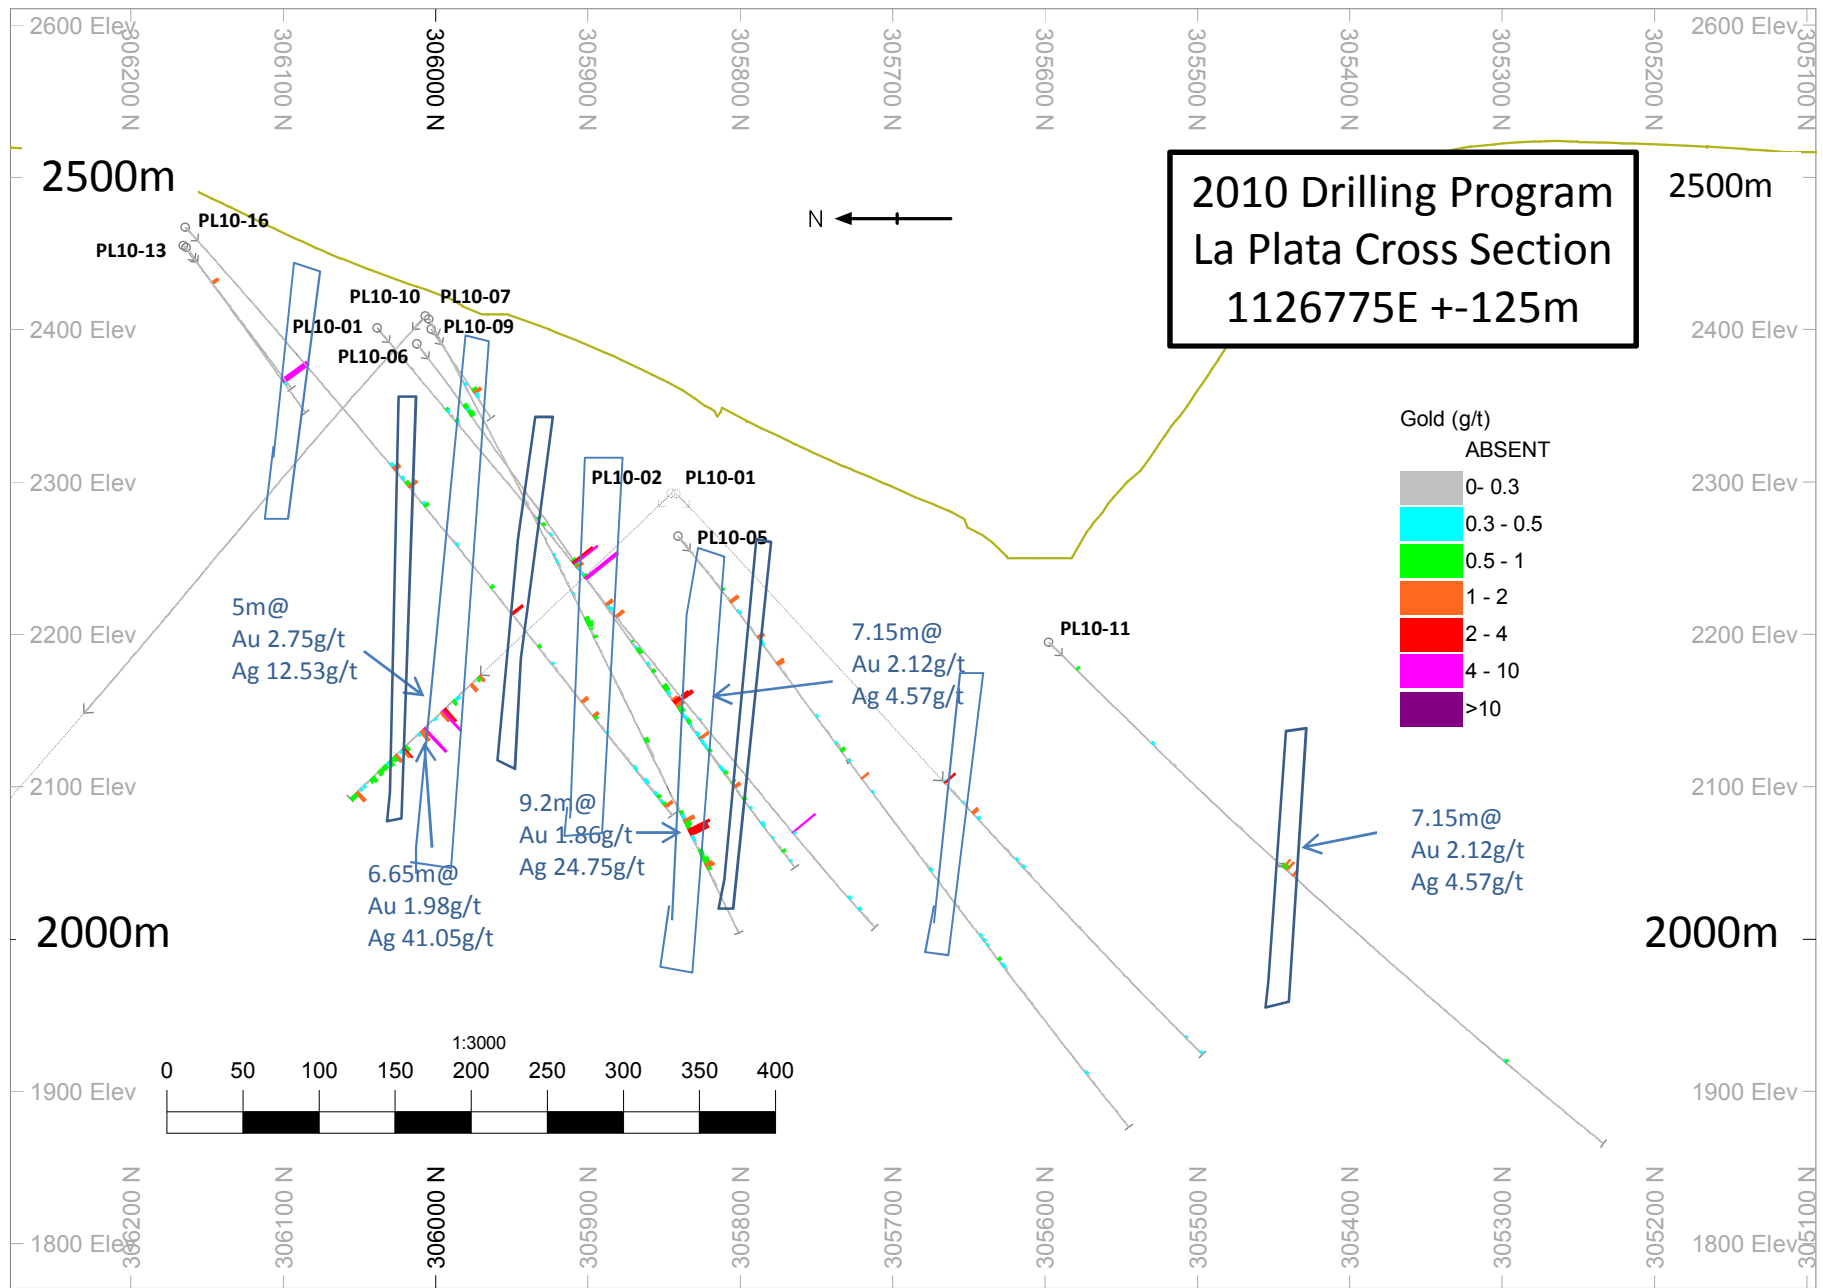 2600 Elev
2600 Elev
306200 N
306100 N
306000 N
305900 N
305800 N
305700 N
305600 N
305500 N
305400 N
305300 N
305200 N
305100 N
2500m
2500m
2010 Drilling Program
La Plata Cross Section
1126775E +-125m
N
PL10-16
PL10-13
PL10-10
PL10-07
PL10-01
PL10-09
PL10-06
2400 Elev
2400 Elev
Gold (g/t)
ABSENT
0- 0.3
0.3 - 0.5
0.5 - 1
1 - 2
2 - 4
4 - 10
>10
2300 Elev
2300 Elev
PL10-02
PL10-01
PL10-05
PL10-11
2200 Elev
2200 Elev
5m@
Au 2.75g/t
Ag 12.53g/t
7.15m@
Au 2.12g/t
Ag 4.57g/t
2100 Elev
2100 Elev
9.2m@
Au 1.86g/t
Ag 24.75g/t
7.15m@
Au 2.12g/t
Ag 4.57g/t
6.65m@
Au 1.98g/t
Ag 41.05g/t
2000m
2000m
1:3000
0 50 100 150 200 250 300 350 400
1900 Elev
1900 Elev
306200 N
306100 N
306000 N
305900 N
305800 N
305700 N
305600 N
305500 N
305400 N
305300 N
305200 N
305100 N
1800 Elev
1800 Elev